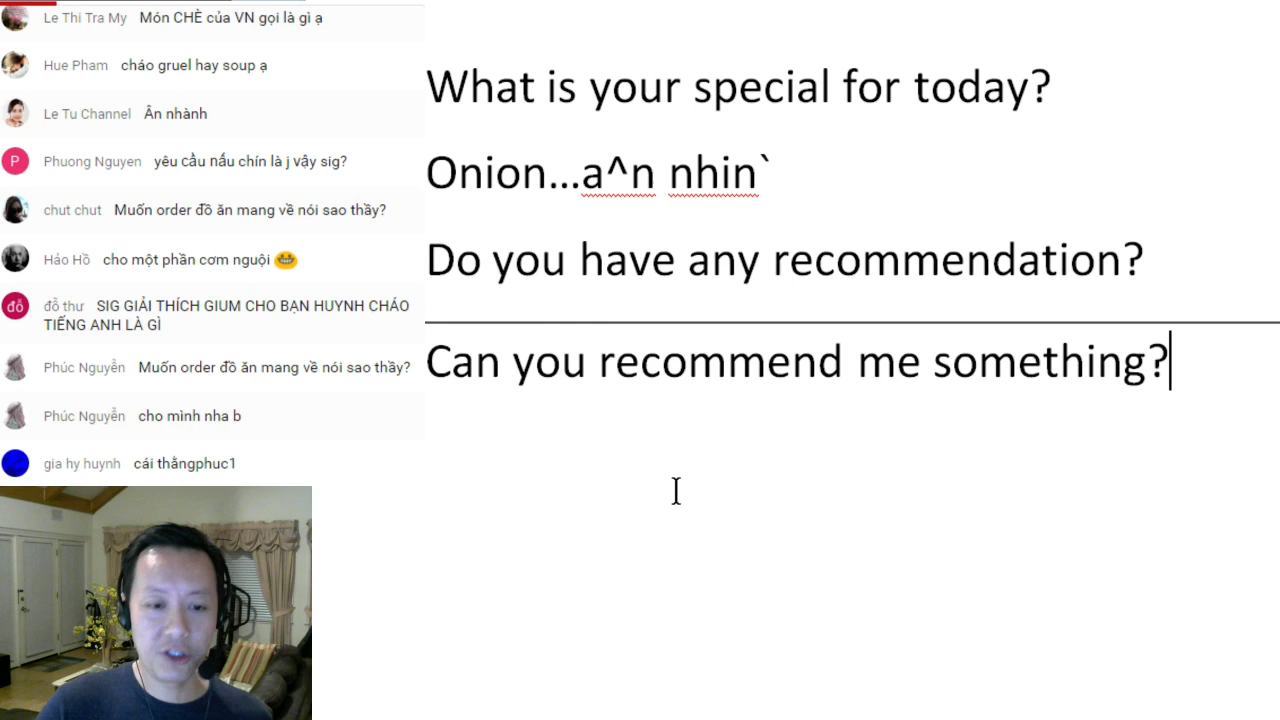 Le Thi Tra My Món CHÈ của VN gọi là gì ạ
Hue Pham cháo gruel hay soup ạ
Le Tu Channel Ân nhành
P Phuong Nguyen yêu cầu nấu chín là j vậy sig?
chut chut Muốn order đồ ăn mang về nói sao thầy?
Hảo Hồ cho một phần cơm nguội 😁
đỗ đỗ thư SIG GIẢI THÍCH GIUM CHO BẠN HUYNH CHÁO
TIẾNG ANH LÀ GÌ
Phúc Nguyễn Muốn order đồ ăn mang về nói sao thầy?
Phúc Nguyễn cho mình nha b
gia hy huynh cái thằngphuc1
What is your special for today?
Onion...a^n nhin`
Do you have any recommendation?
Can you recommend me something?